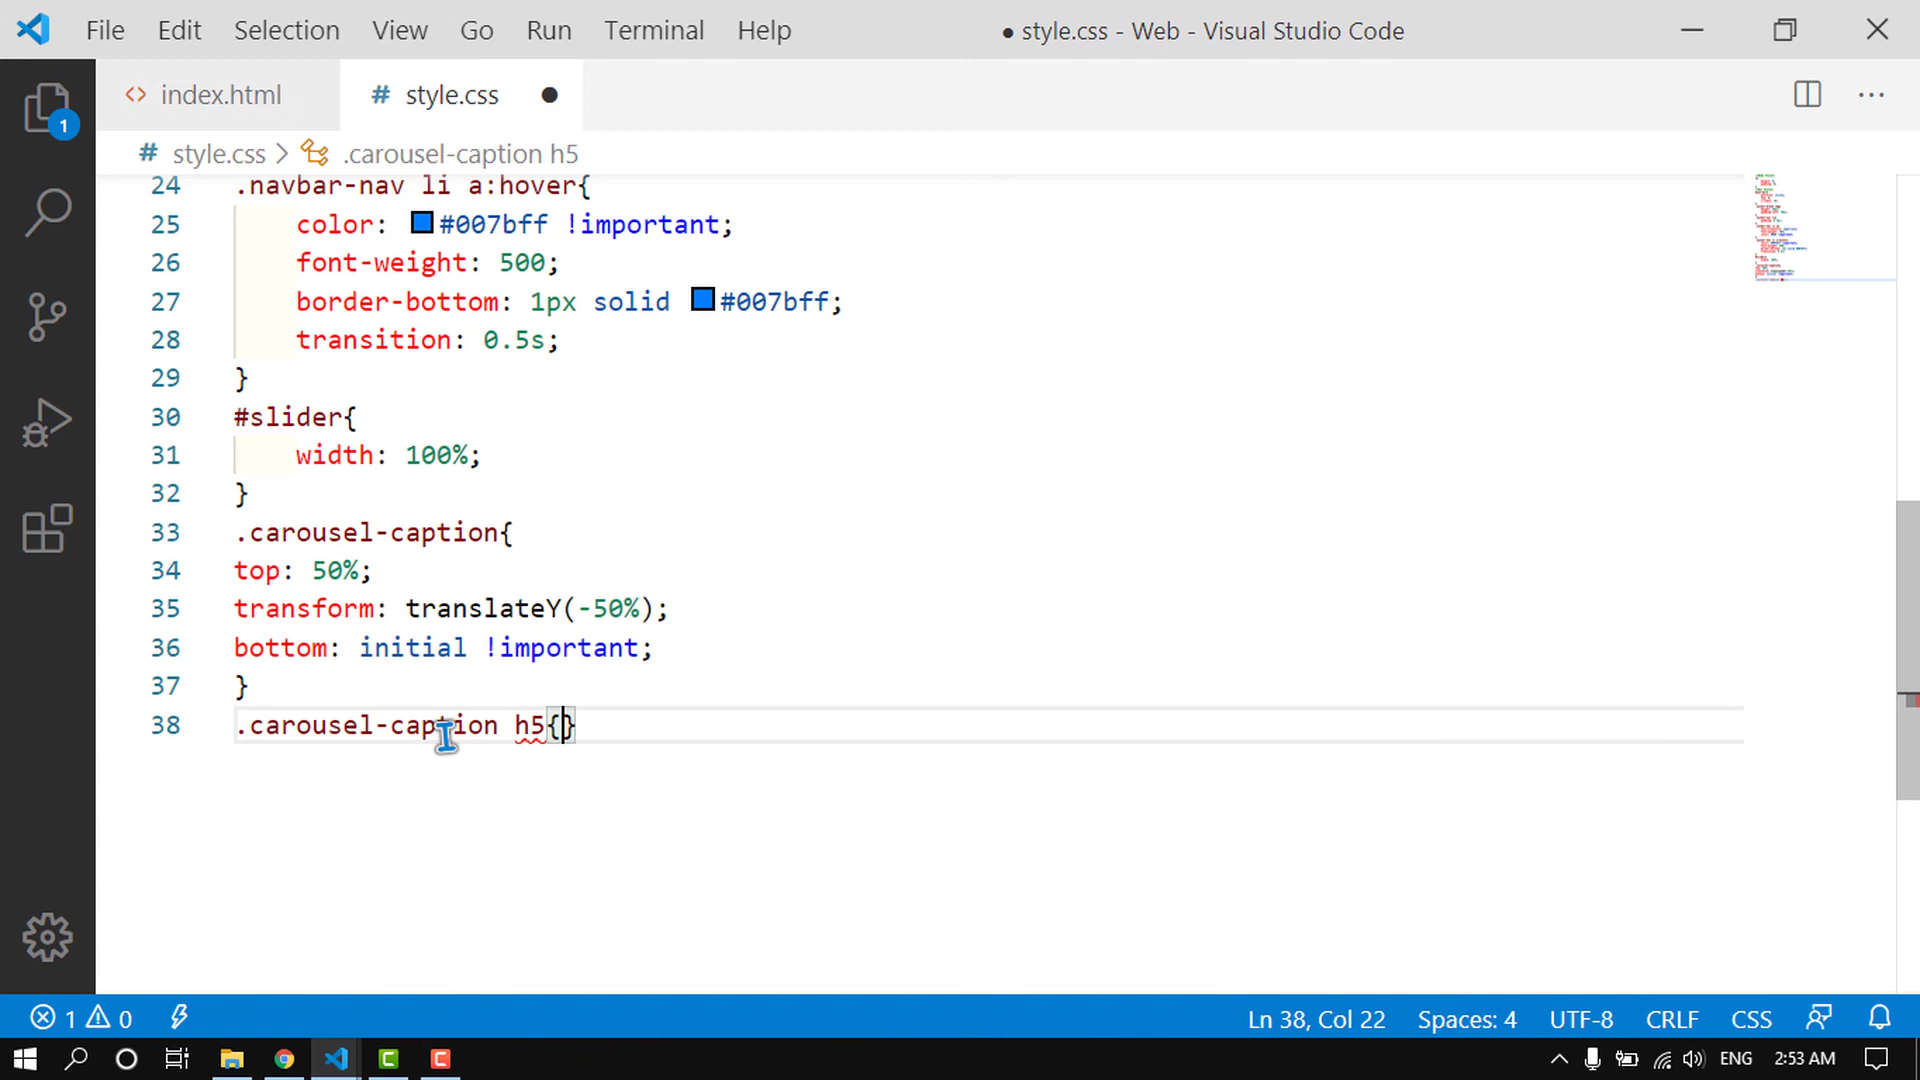 File Edit Selection View Go Run Terminal Help ● style.css - Web - Visual Studio Code
<> index.html # style.css ●
# style.css > .carousel-caption h5
24 .navbar-nav li a:hover{
25 color: #007bff !important;
26 font-weight: 500;
27 border-bottom: 1px solid #007bff;
28 transition: 0.5s;
29 }
30 #slider{
31 width: 100%;
32 }
33 .carousel-caption{
34 top: 50%;
35 transform: translateY(-50%);
36 bottom: initial !important;
37 }
38 .carousel-caption h5{}
1
1 0 Ln 38, Col 22 Spaces: 4 UTF-8 CRLF CSS
ENG 2:53 AM